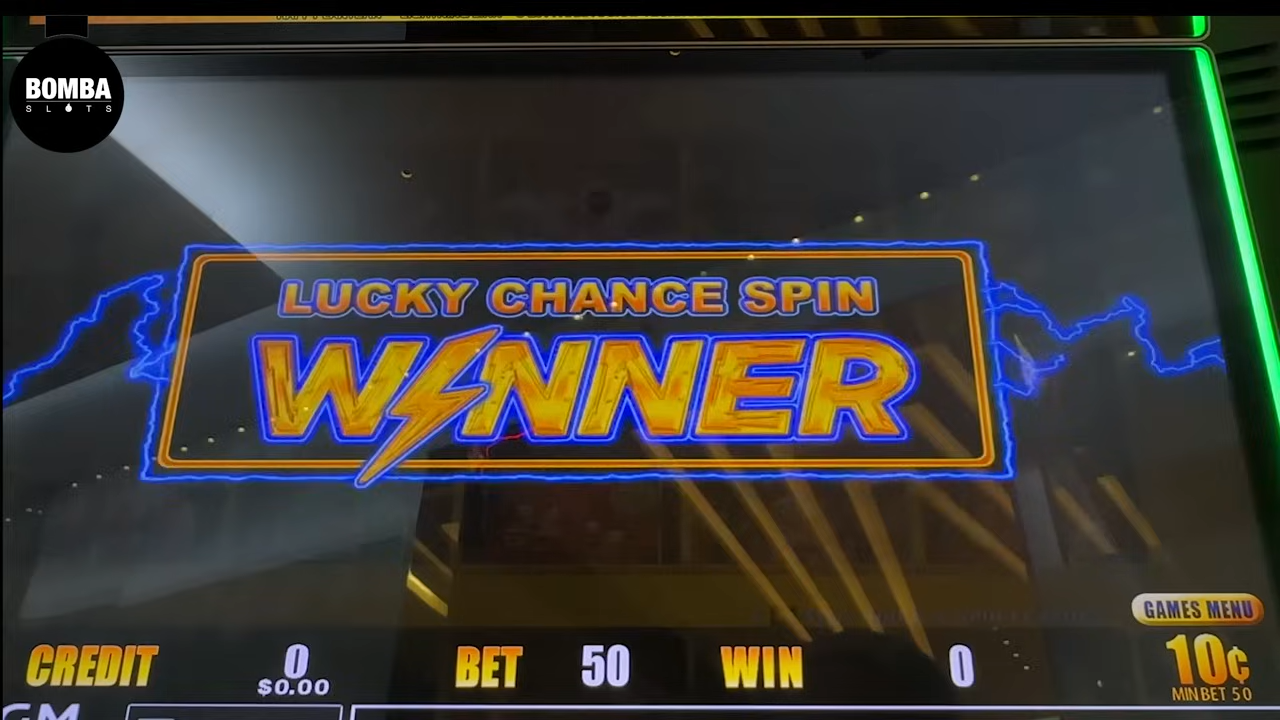 BOMBA
SLOTS
LUCKY CHANCE SPIN
WINNER
GAMES MENU
CREDIT 0 BET 50 WIN 0 10¢
$0.00 MIN BET 50
GM